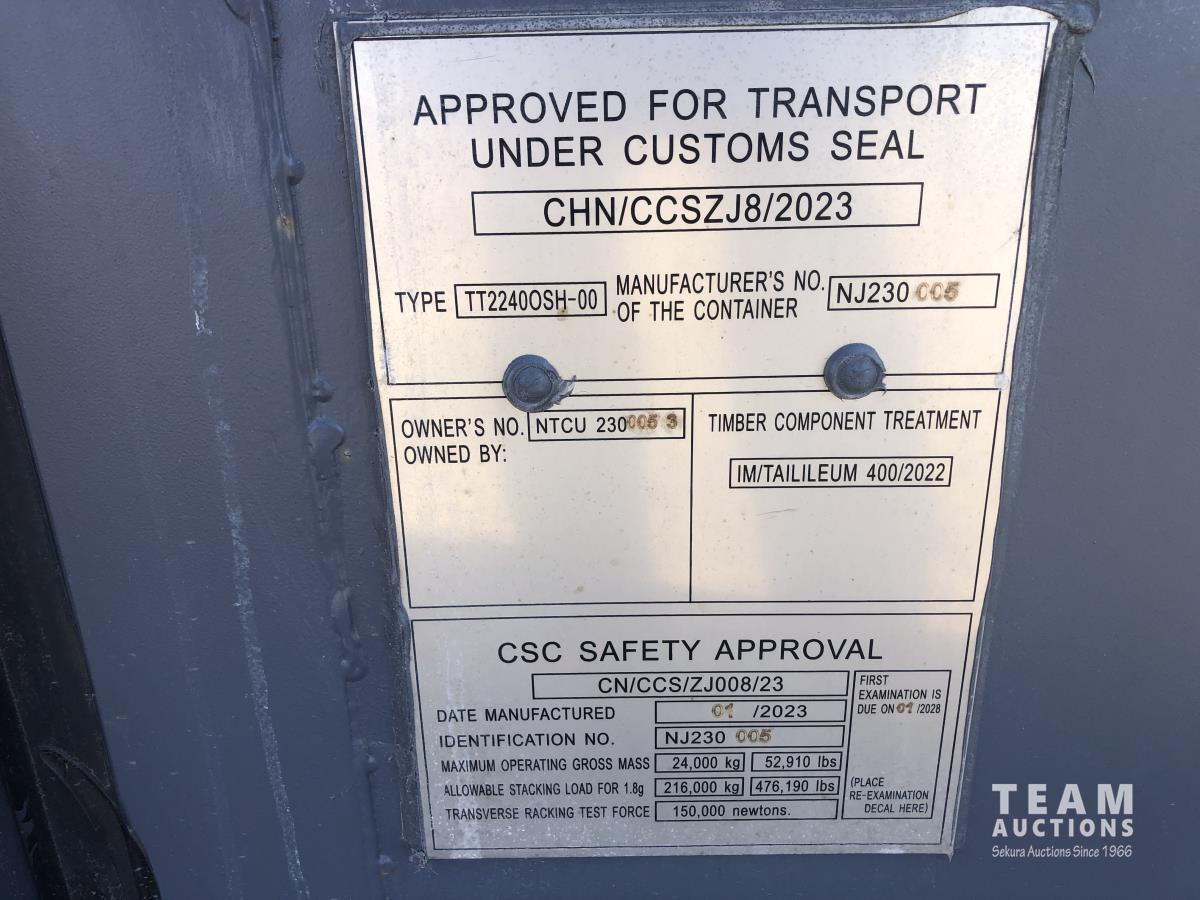 APPROVED FOR TRANSPORT
UNDER CUSTOMS SEAL
CHN/CCSZJ8/2023
TYPE TT2240OSH-00 MANUFACTURER'S NO. OF THE CONTAINER NJ230 005
OWNER'S NO. NTCU 230005 3
OWNED BY:
TIMBER COMPONENT TREATMENT
IM/TAILILEUM 400/2022
CSC SAFETY APPROVAL
CN/CCS/ZJ008/23
DATE MANUFACTURED 01 /2023
IDENTIFICATION NO. NJ230 005
MAXIMUM OPERATING GROSS MASS 24,000 kg 52,910 lbs
ALLOWABLE STACKING LOAD FOR 1.8g 216,000 kg 476,190 lbs
TRANSVERSE RACKING TEST FORCE 150,000 newtons.
FIRST
EXAMINATION IS
DUE ON 01 /2028
(PLACE
RE-EXAMINATION
DECAL HERE)
TEAM
AUCTIONS
Sekura Auctions Since 1966